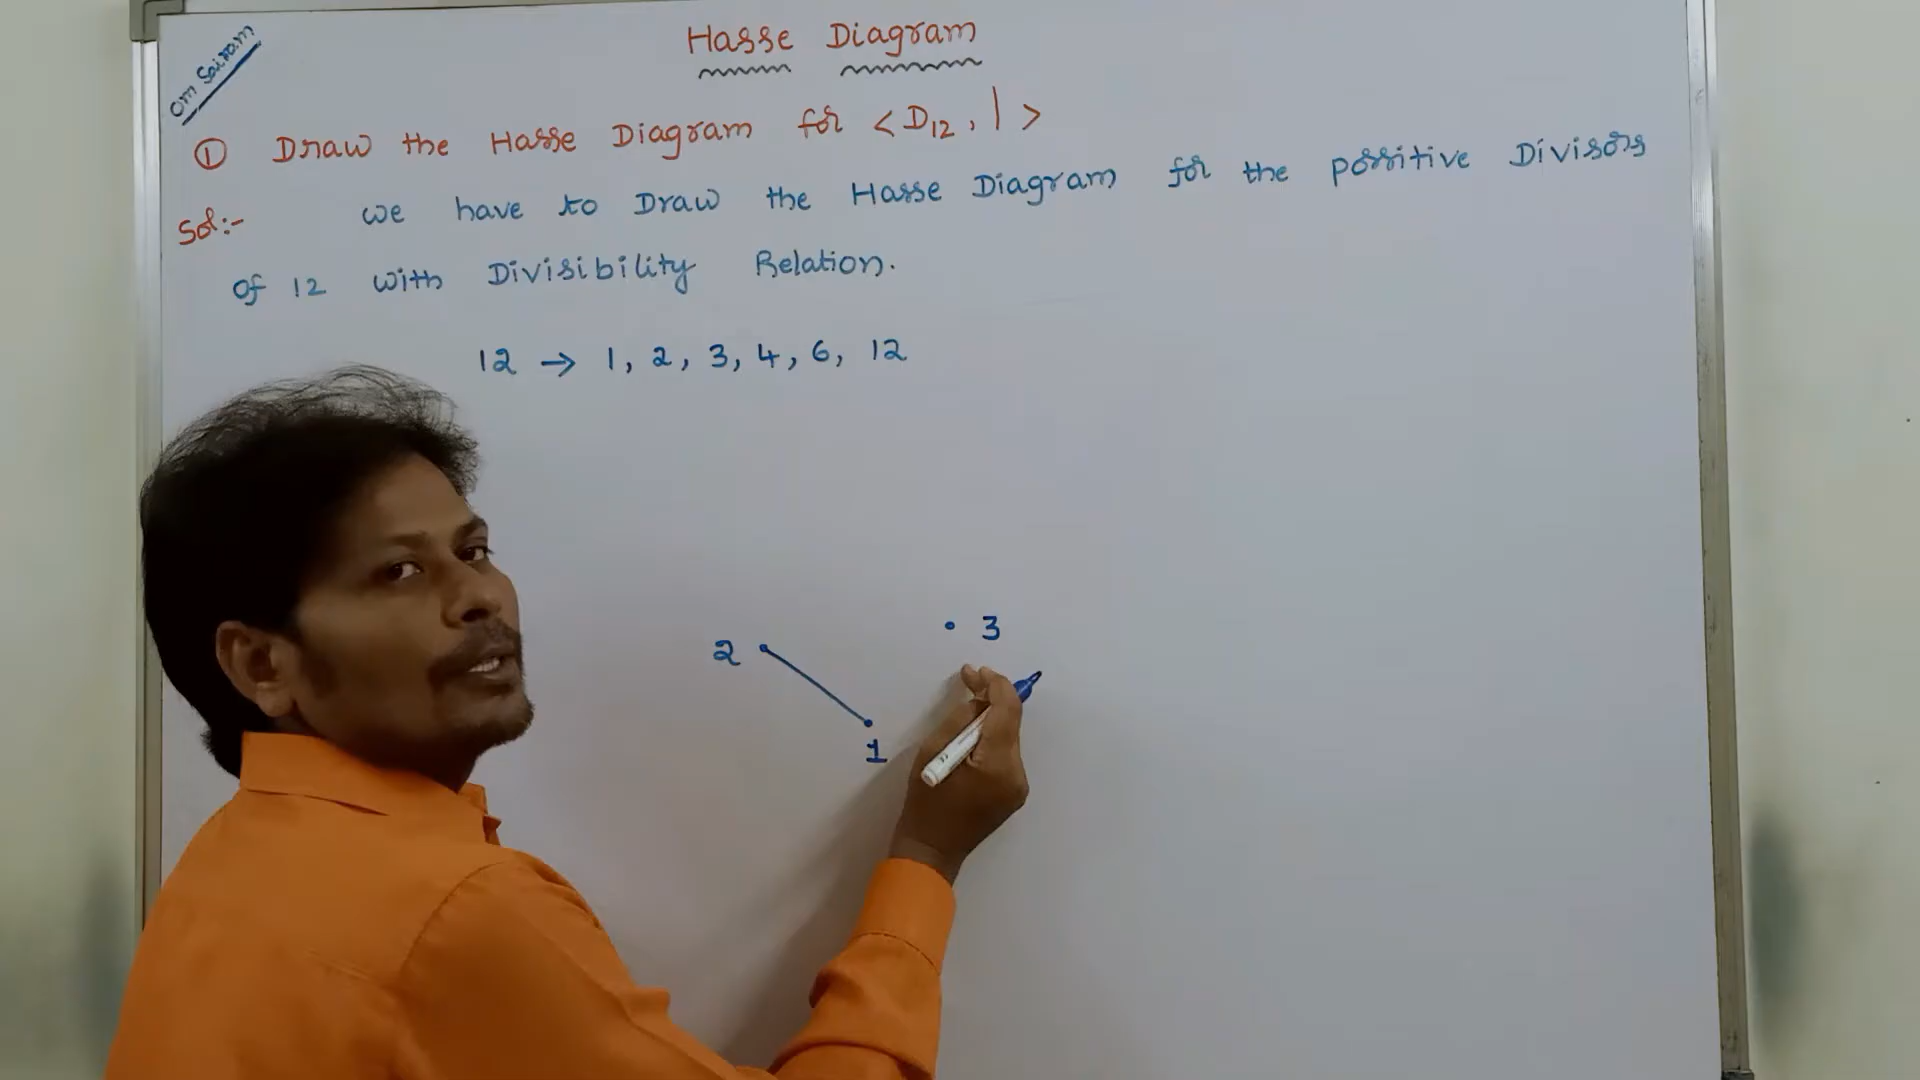 Om Sairam
Hasse Diagram
① Draw the Hasse Diagram for < D12 , | >
Sol:- we have to Draw the Hasse Diagram for the possitive Divisors
Of 12 with Divisibility Relation.
12 → 1, 2, 3, 4, 6, 12
3
2
1